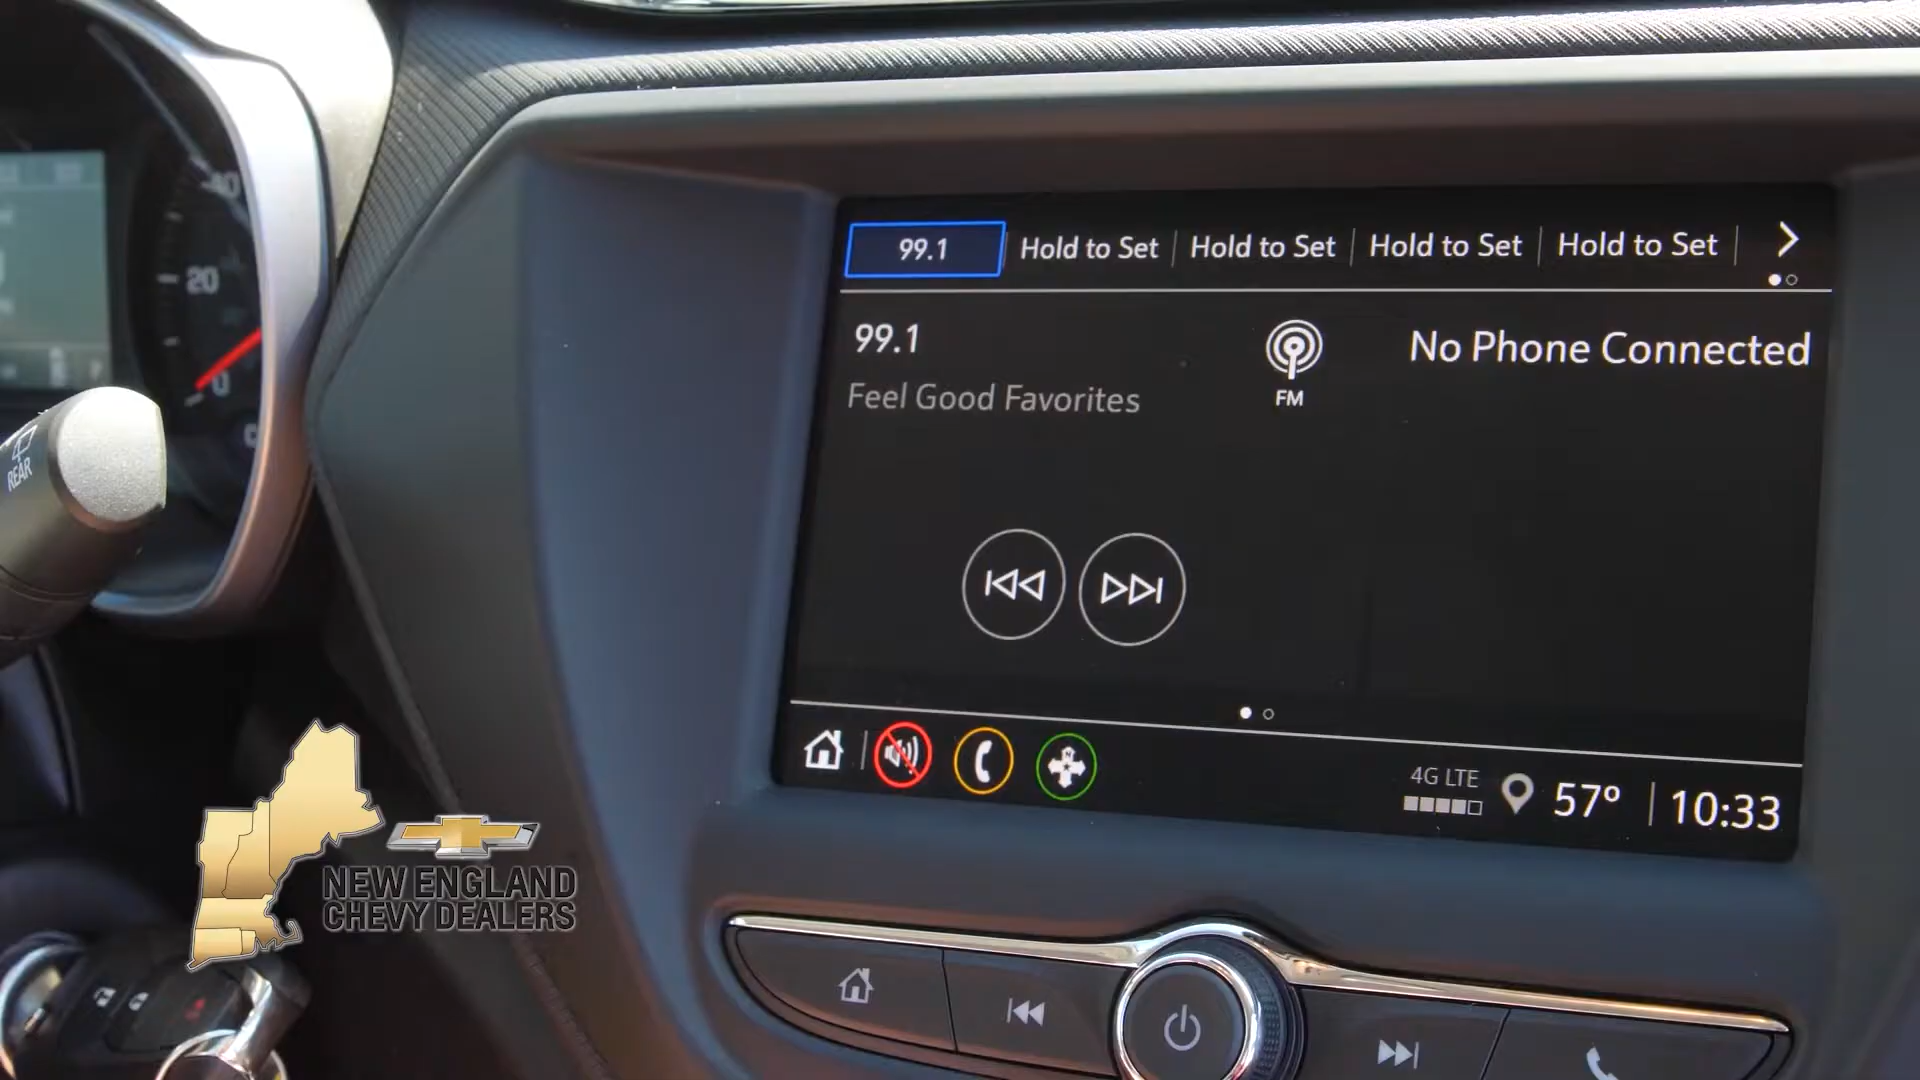 99.1
Hold to Set
Hold to Set
Hold to Set
Hold to Set
99.1
Feel Good Favorites
FM
No Phone Connected
4G LTE
57°
10:33
20
0
REAR
NEW ENGLAND
CHEVY DEALERS